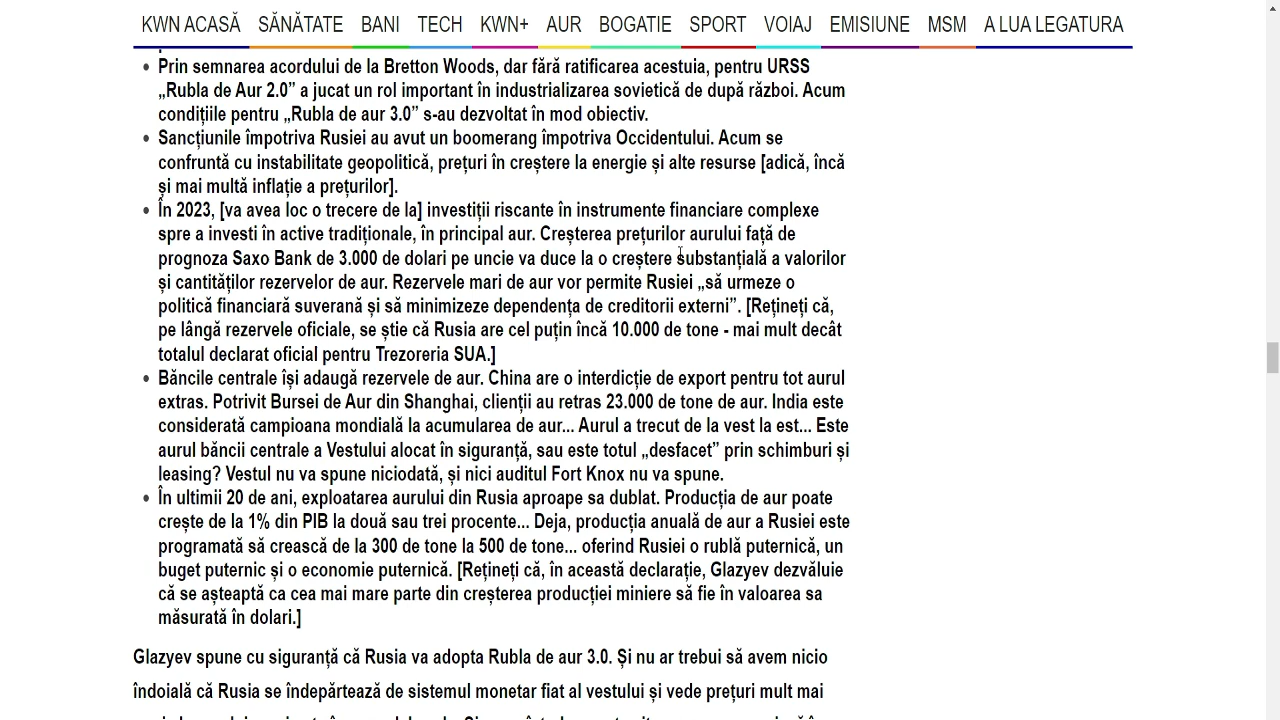 KWN ACASĂ SĂNĂTATE BANI TECH KWN+ AUR BOGATIE SPORT VOIAJ EMISIUNE MSM A LUA LEGATURA
• Prin semnarea acordului de la Bretton Woods, dar fără ratificarea acestuia, pentru URSS
„Rubla de Aur 2.0” a jucat un rol important în industrializarea sovietică de după război. Acum
condițiile pentru „Rubla de aur 3.0” s-au dezvoltat în mod obiectiv.
• Sancțiunile împotriva Rusiei au avut un boomerang împotriva Occidentului. Acum se
confruntă cu instabilitate geopolitică, prețuri în creștere la energie și alte resurse [adică, încă
și mai multă inflație a prețurilor].
• În 2023, [va avea loc o trecere de la] investiții riscante în instrumente financiare complexe
spre a investi în active tradiționale, în principal aur. Creșterea prețurilor aurului față de
prognoza Saxo Bank de 3.000 de dolari pe uncie va duce la o creștere substanțială a valorilor
și cantităților rezervelor de aur. Rezervele mari de aur vor permite Rusiei „să urmeze o
politică financiară suverană și să minimizeze dependența de creditorii externi”. [Rețineți că,
pe lângă rezervele oficiale, se știe că Rusia are cel puțin încă 10.000 de tone - mai mult decât
totalul declarat oficial pentru Trezoreria SUA.]
• Băncile centrale își adaugă rezervele de aur. China are o interdicție de export pentru tot aurul
extras. Potrivit Bursei de Aur din Shanghai, clienții au retras 23.000 de tone de aur. India este
considerată campioana mondială la acumularea de aur... Aurul a trecut de la vest la est... Este
aurul băncii centrale a Vestului alocat în siguranță, sau este totul „desfacet” prin schimburi și
leasing? Vestul nu va spune niciodată, și nici auditul Fort Knox nu va spune.
• În ultimii 20 de ani, exploatarea aurului din Rusia aproape sa dublat. Producția de aur poate
crește de la 1% din PIB la două sau trei procente... Deja, producția anuală de aur a Rusiei este
programată să crească de la 300 de tone la 500 de tone... oferind Rusiei o rublă puternică, un
buget puternic și o economie puternică. [Rețineți că, în această declarație, Glazyev dezvăluie
că se așteaptă ca cea mai mare parte din creșterea producției miniere să fie în valoarea sa
măsurată în dolari.]
Glazyev spune cu siguranță că Rusia va adopta Rubla de aur 3.0. Și nu ar trebui să avem nicio
îndoială că Rusia se îndepărtează de sistemul monetar fiat al vestului și vede prețuri mult mai